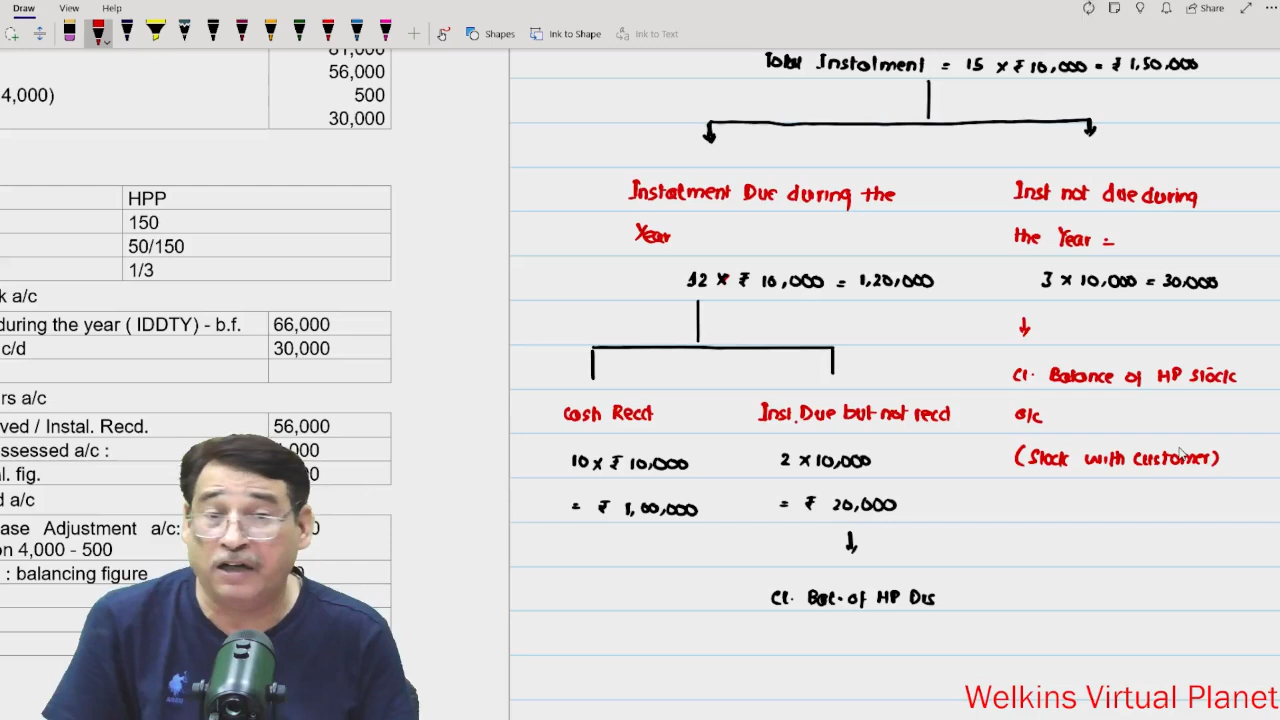 Draw View Help
Share
Shapes Ink to Shape Ink to Text
81,000
56,000
4,000) 500
30,000
HPP
150
50/150
1/3
k a/c
during the year ( IDDTY) - b.f. 66,000
c/d 30,000
rs a/c
ved / Instal. Recd. 56,000
ssessed a/c :
l. fig.
d a/c
ase Adjustment a/c:
on 4,000 - 500
: balancing figure
Total Instalment = 15 × ₹ 10,000 = ₹ 1,50,000
Instalment Due during the
Year
12 × ₹ 10,000 = 1,20,000
Inst not due during
the Year =
3 × 10,000 = 30,000
Cl. Balance of HP Stock
a/c
(Stock with customer)
Cash Recd
10 × ₹ 10,000
= ₹ 1,00,000
Inst. Due but not recd
2 × 10,000
= ₹ 20,000
Cl. Bal. of HP Drs
Welkins Virtual Planet